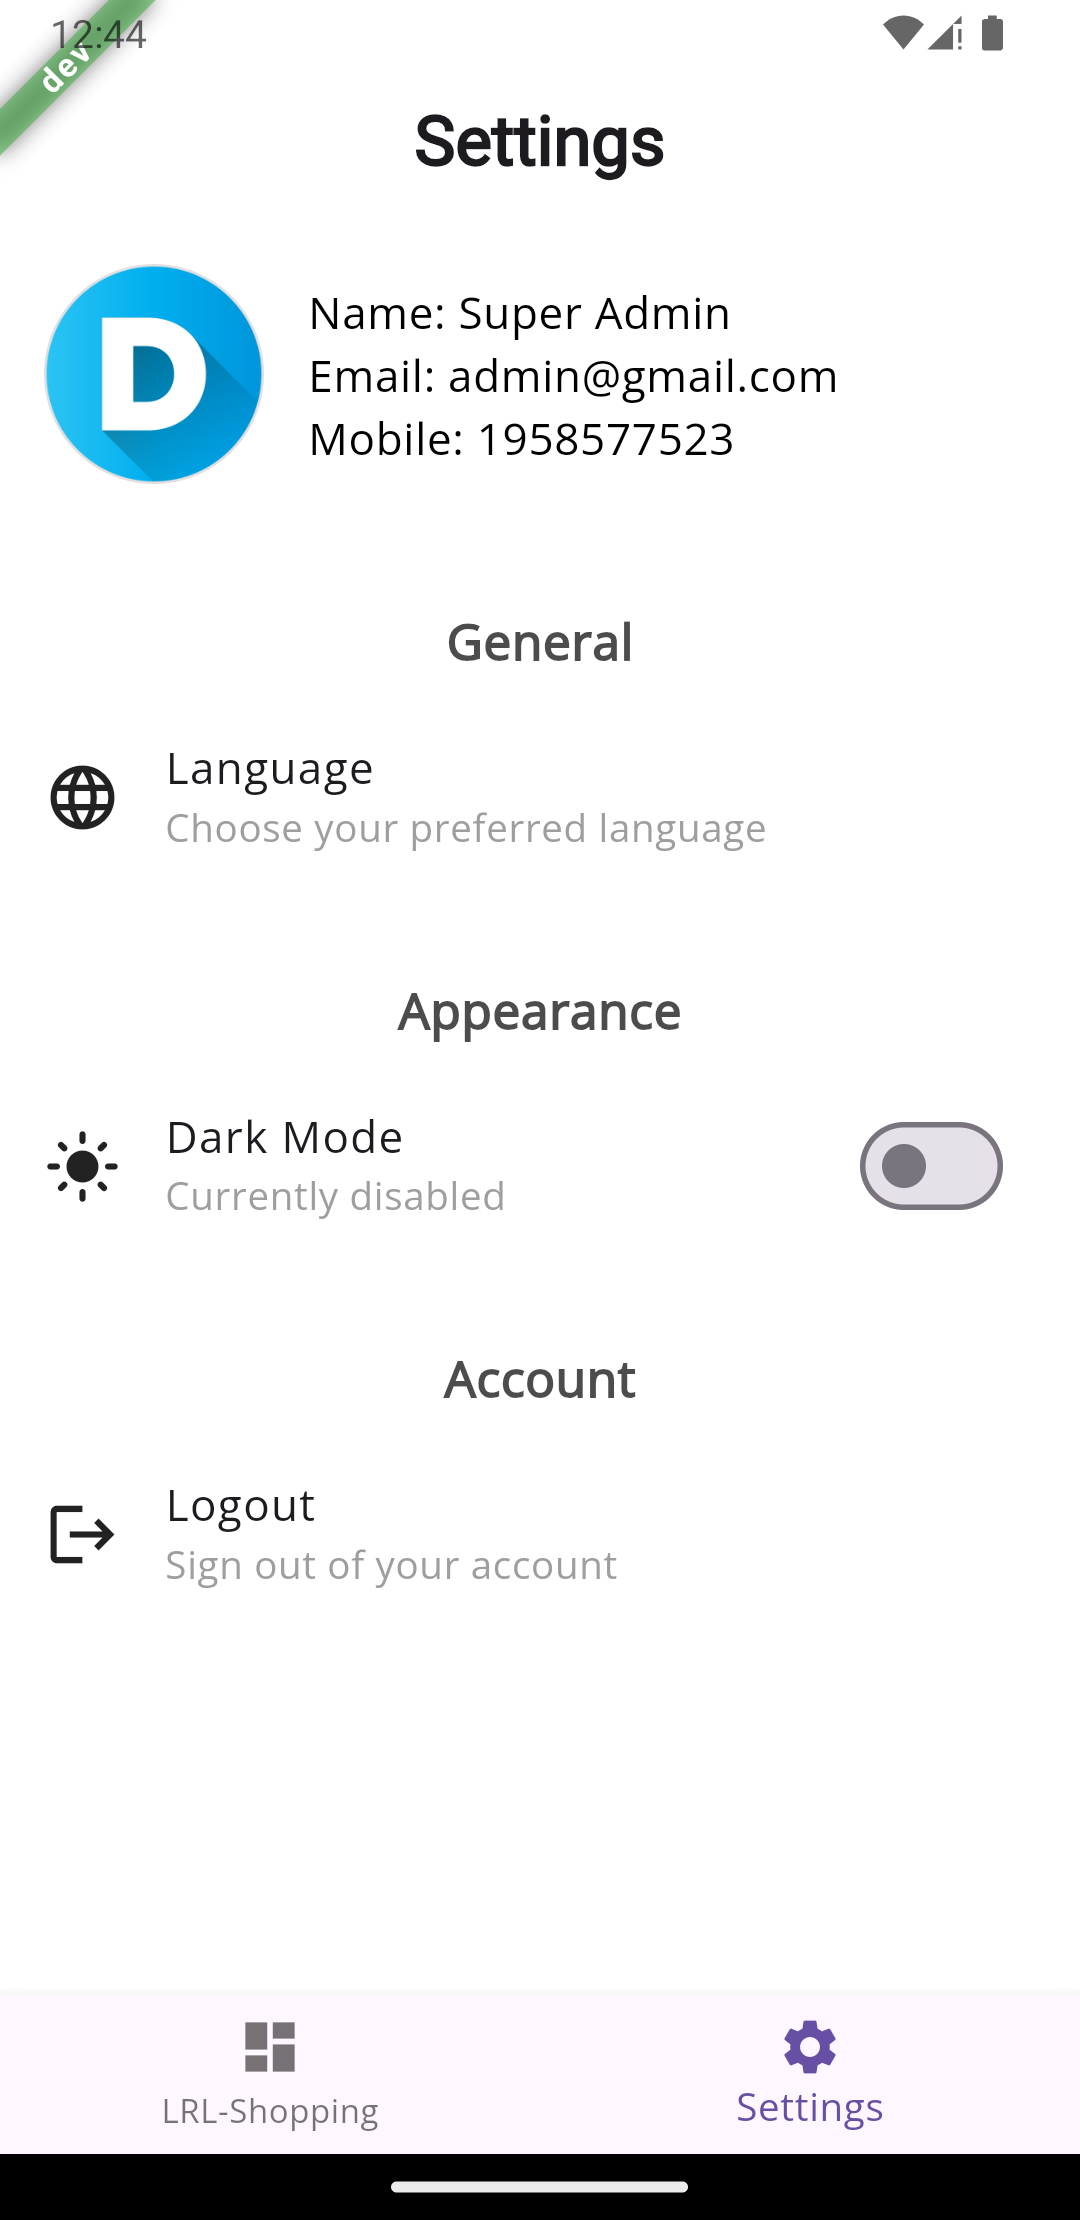 12:44
dev
Settings
D
Name: Super Admin
Email: admin@gmail.com
Mobile: 1958577523
General
Language
Choose your preferred language
Appearance
Dark Mode
Currently disabled
Account
Logout
Sign out of your account
LRL-Shopping
Settings